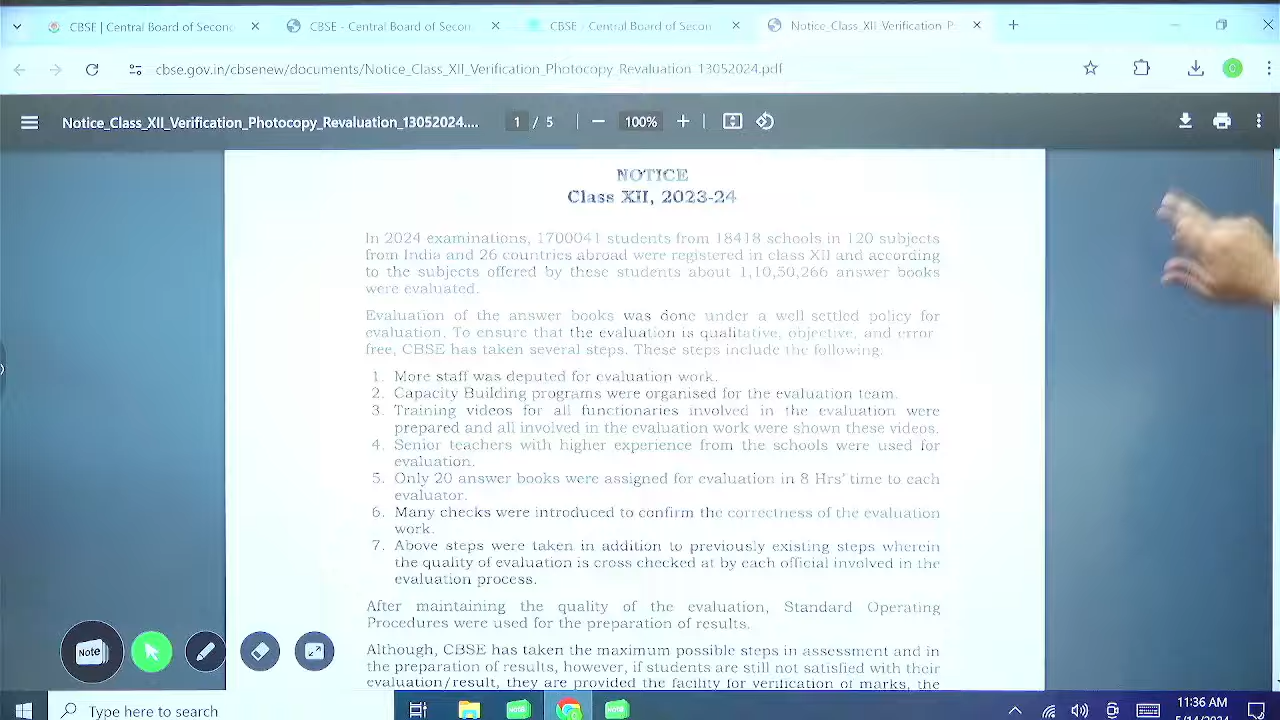 CBSE | Central Board of Secon
CBSE - Central Board of Secon
CBSE - Central Board of Secon
Notice_Class_XII_Verification_P
cbse.gov.in/cbsenew/documents/Notice_Class_XII_Verification_Photocopy_Revaluation_13052024.pdf
Notice_Class_XII_Verification_Photocopy_Revaluation_13052024....
1 / 5
100%
NOTICE
Class XII, 2023-24
In 2024 examinations, 1700041 students from 18418 schools in 120 subjects
from India and 26 countries abroad were registered in class XII and according
to the subjects offered by these students about 1,10,50,266 answer books
were evaluated.
Evaluation of the answer books was done under a well settled policy for
evaluation. To ensure that the evaluation is qualitative, objective, and error
free, CBSE has taken several steps. These steps include the following:
1. More staff was deputed for evaluation work.
2. Capacity Building programs were organised for the evaluation team.
3. Training videos for all functionaries involved in the evaluation were
prepared and all involved in the evaluation work were shown these videos.
4. Senior teachers with higher experience from the schools were used for
evaluation.
5. Only 20 answer books were assigned for evaluation in 8 Hrs' time to each
evaluator.
6. Many checks were introduced to confirm the correctness of the evaluation
work.
7. Above steps were taken in addition to previously existing steps wherein
the quality of evaluation is cross checked at by each official involved in the
evaluation process.
After maintaining the quality of the evaluation, Standard Operating
Procedures were used for the preparation of results.
Although, CBSE has taken the maximum possible steps in assessment and in
the preparation of results, however, if students are still not satisfied with their
evaluation/result, they are provided the facility for verification of marks, the
Note
Type here to search
11:36 AM
5/14/2024